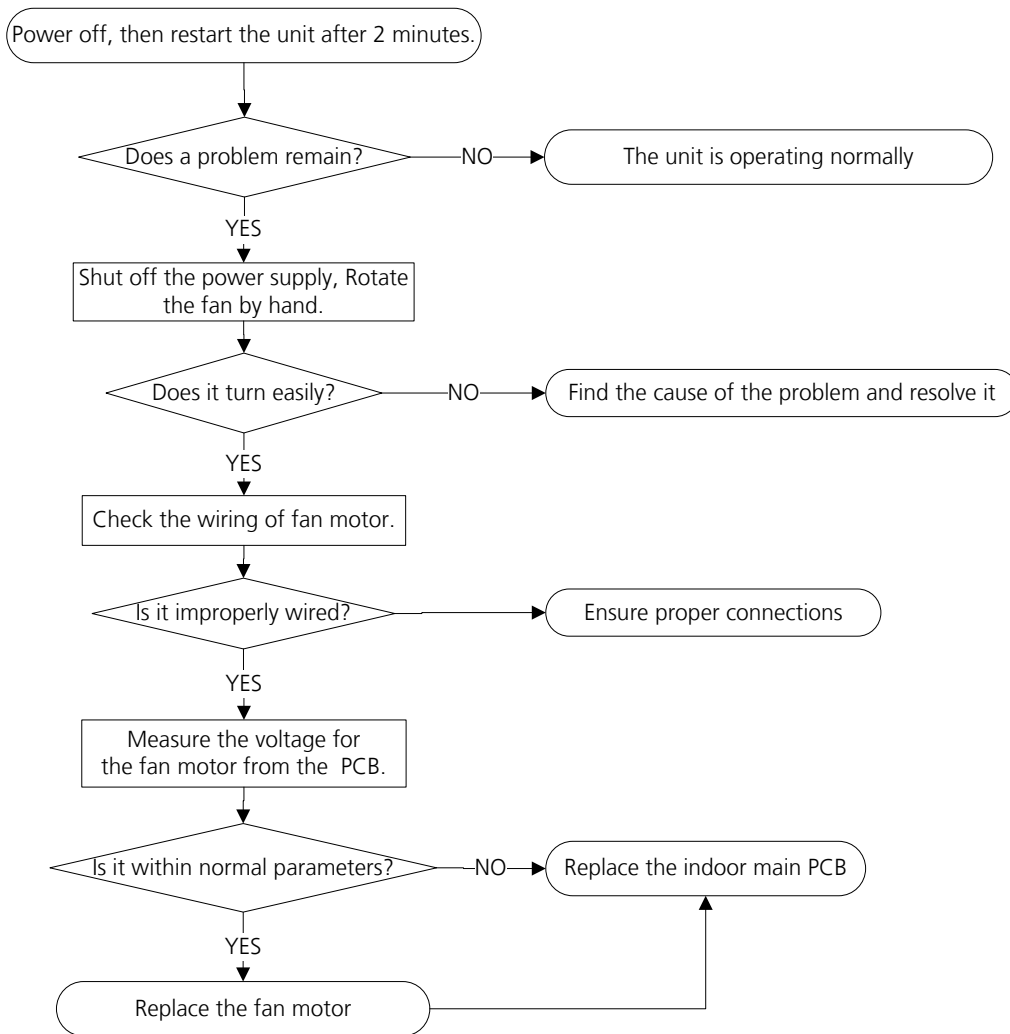 Power off, then restart the unit after 2 minutes.
Does a problem remain?
NO
The unit is operating normally
YES
Shut off the power supply, Rotate
the fan by hand.
Does it turn easily?
NO
Find the cause of the problem and resolve it
YES
Check the wiring of fan motor.
Is it improperly wired?
Ensure proper connections
YES
Measure the voltage for
the fan motor from the  PCB.
Is it within normal parameters?
NO
Replace the indoor main PCB
YES
Replace the fan motor